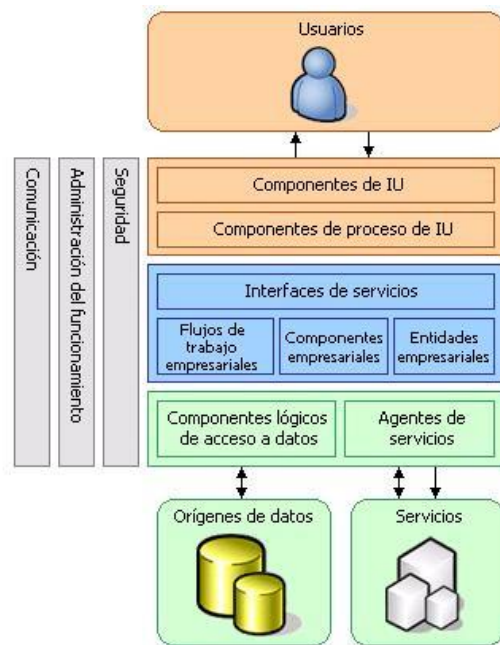 Usuarios
Comunicación
Administración del funcionamiento
Seguridad
Componentes de IU
Componentes de proceso de IU
Interfaces de servicios
Flujos de
trabajo
empresariales
Componentes
empresariales
Entidades
empresariales
Componentes lógicos
de acceso a datos
Agentes de
servicios
Orígenes de datos
Servicios